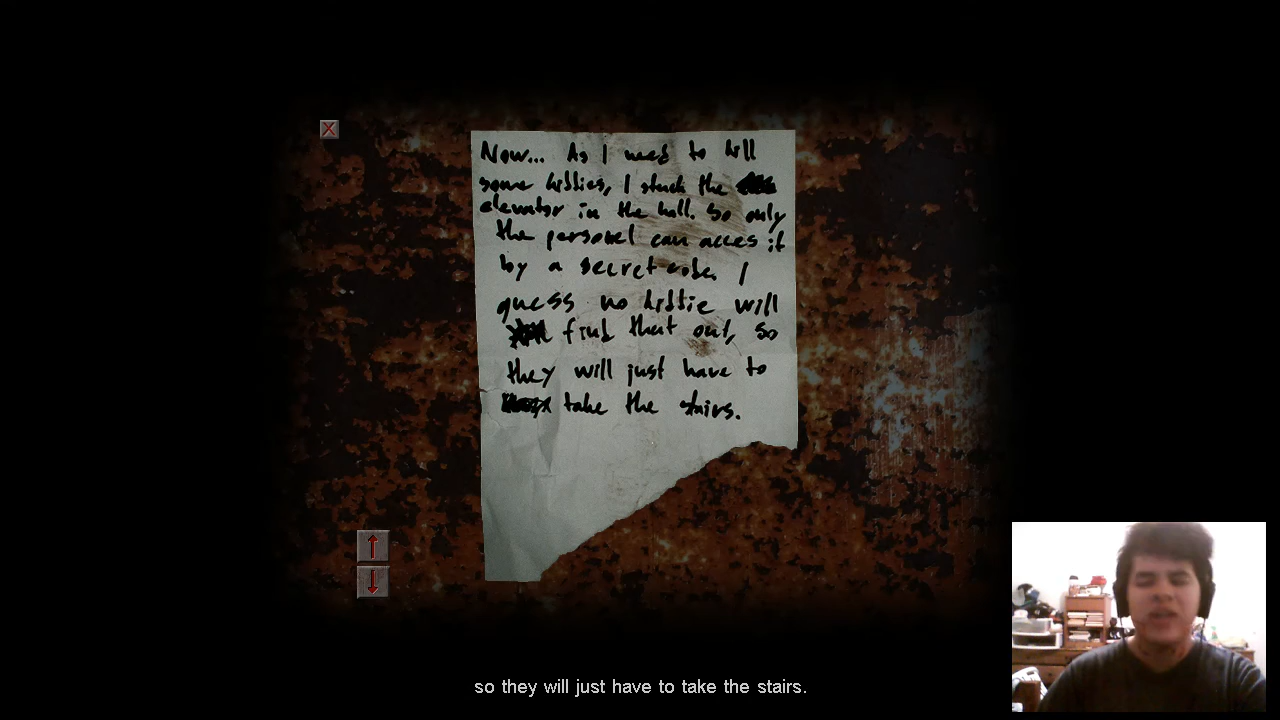 Now... As I need to kill
some kiddies, I stuck the
elevator in the hall. So only
the personel can acces it
by a secret code. I
guess no kiddie will
find that out, so
they will just have to
take the stairs.
so they will just have to take the stairs.